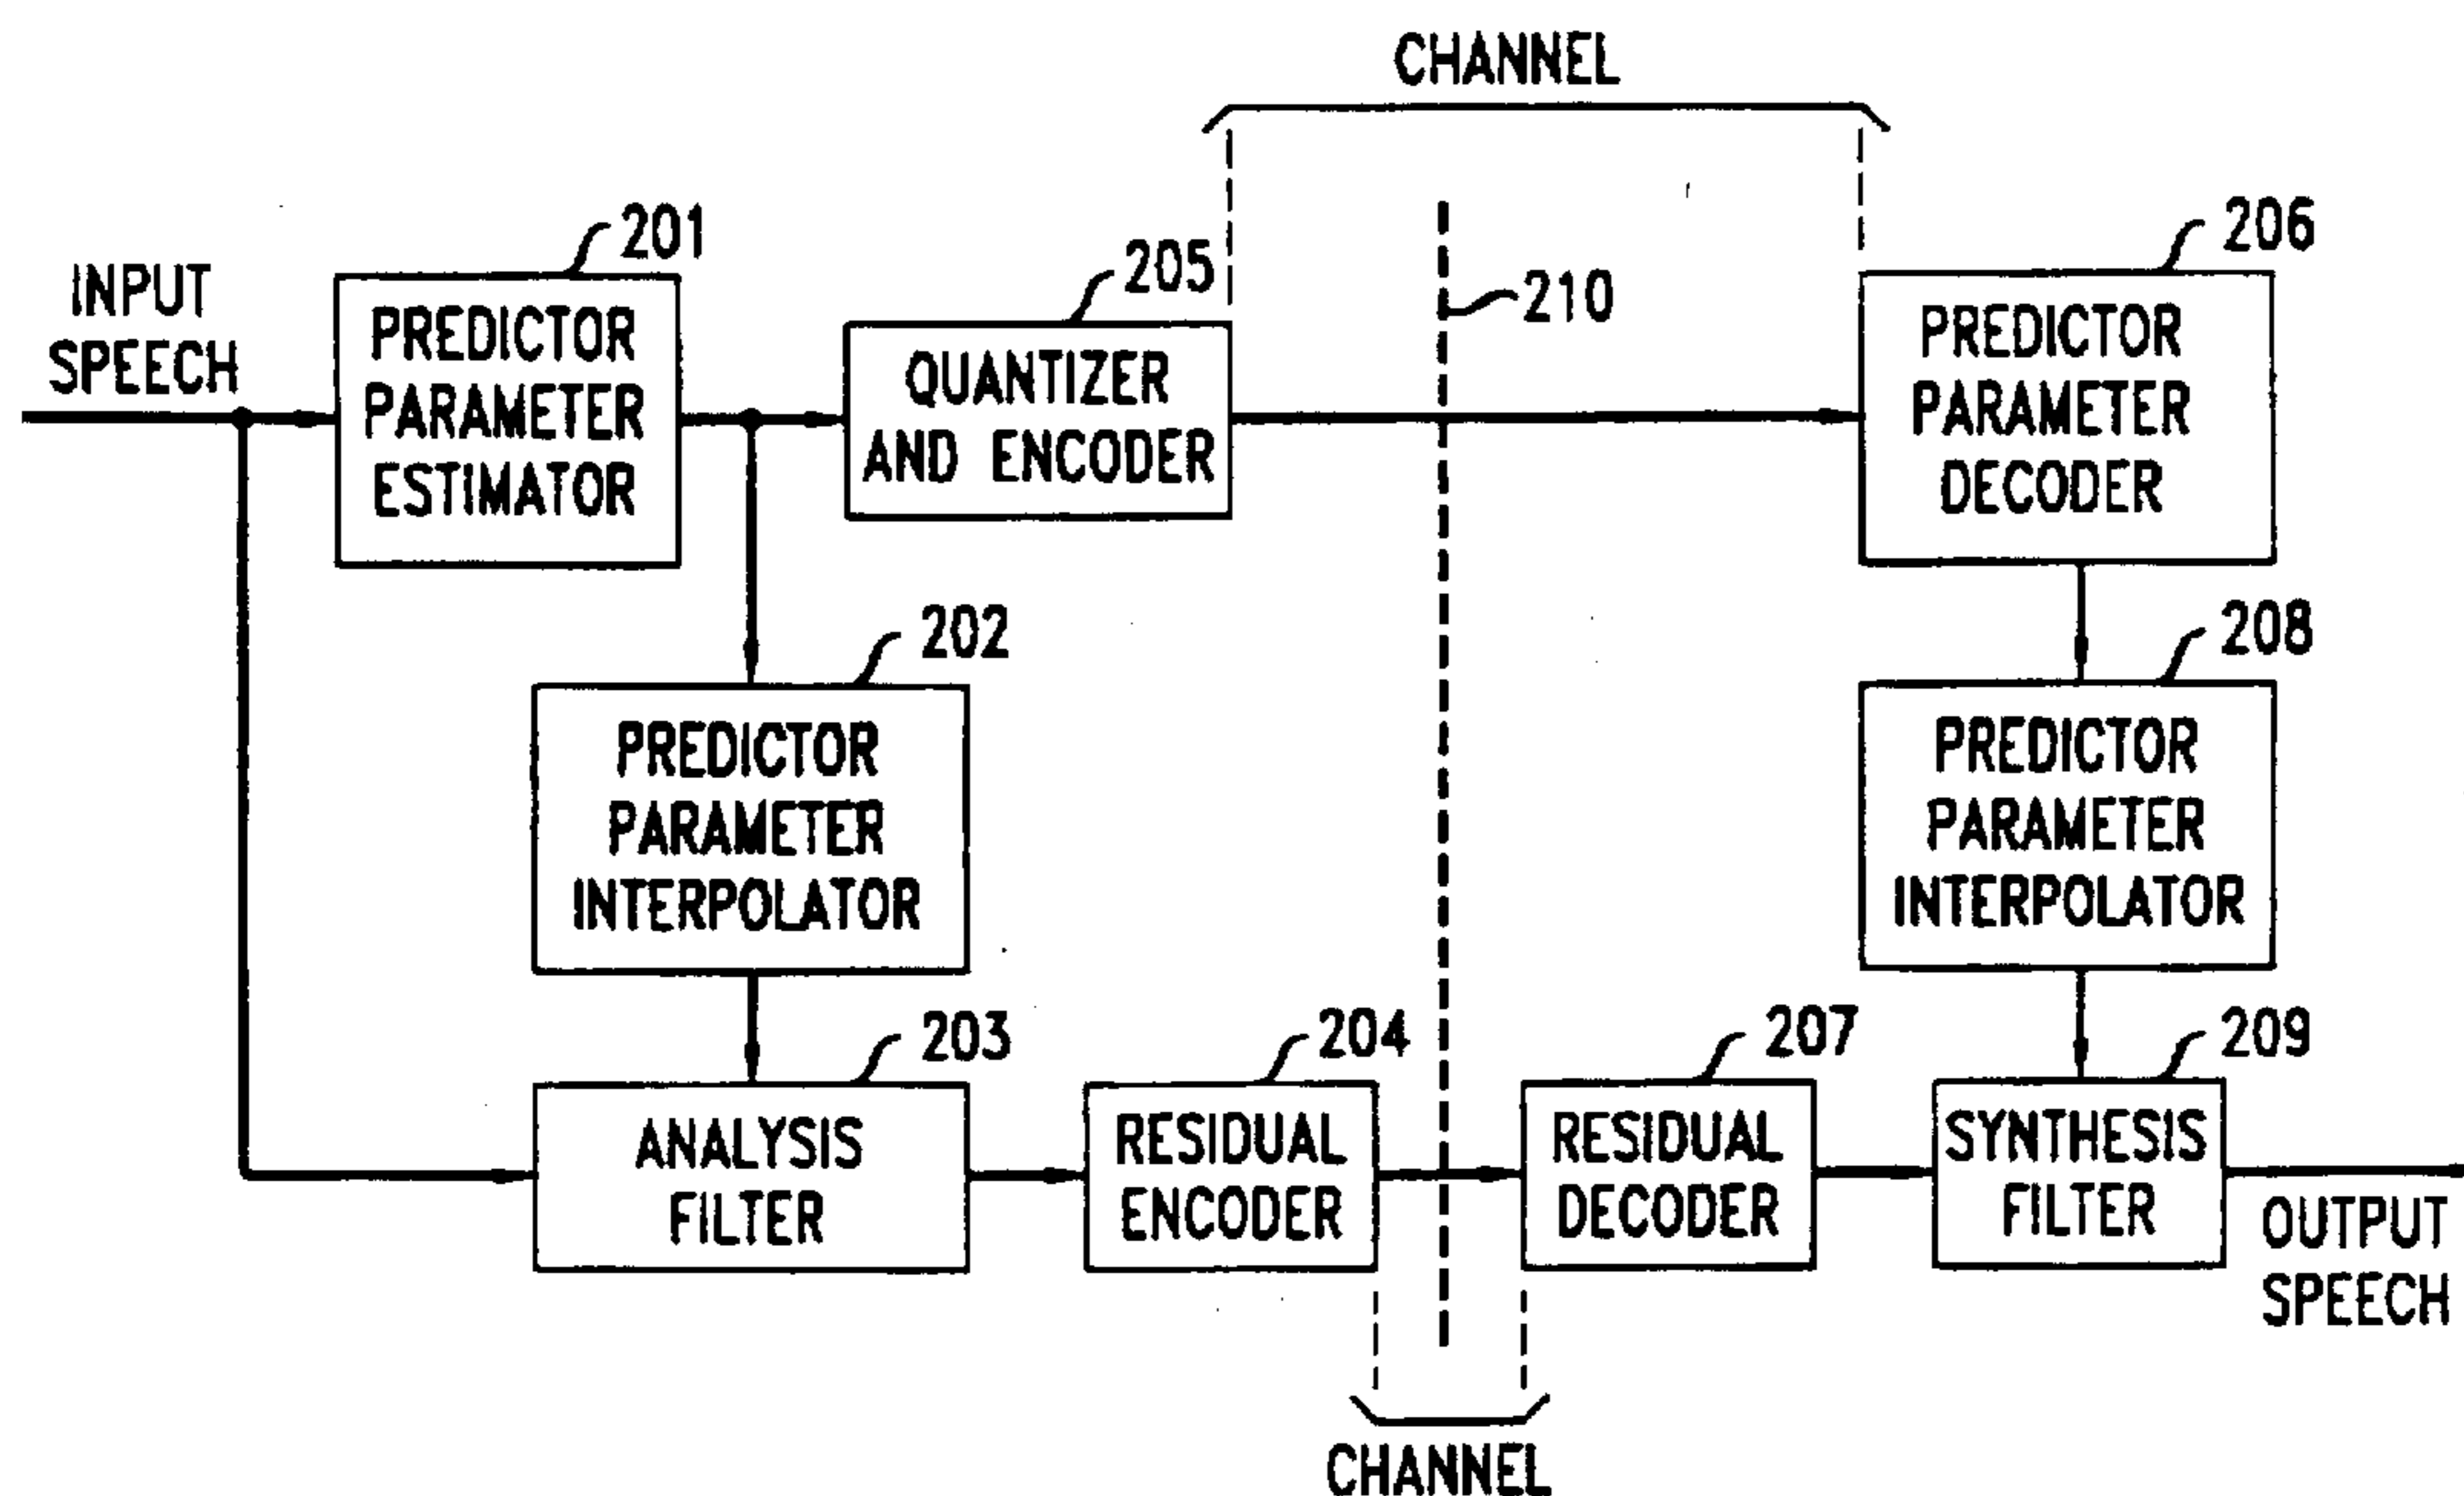 CHANNEL
INPUT
SPEECH
201
PREDICTOR
PARAMETER
ESTIMATOR
205
QUANTIZER
AND ENCODER
210
206
PREDICTOR
PARAMETER
DECODER
202
PREDICTOR
PARAMETER
INTERPOLATOR
208
PREDICTOR
PARAMETER
INTERPOLATOR
203
ANALYSIS
FILTER
204
RESIDUAL
ENCODER
207
RESIDUAL
DECODER
209
SYNTHESIS
FILTER
OUTPUT
SPEECH
CHANNEL